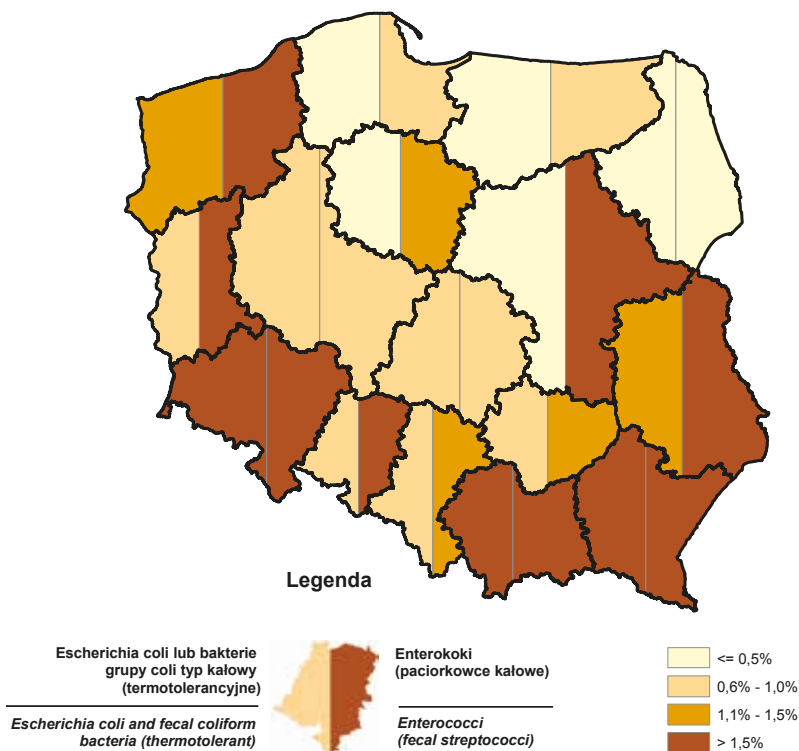 Legenda
Escherichia coli lub bakterie
grupy coli typ kałowy
(termotolerancyjne)
Escherichia coli and fecal coliform
bacteria (thermotolerant)
Enterokoki
(paciorkowce kałowe)
Enterococci
(fecal streptococci)
<= 0,5%
0,6% - 1,0%
1,1% - 1,5%
> 1,5%